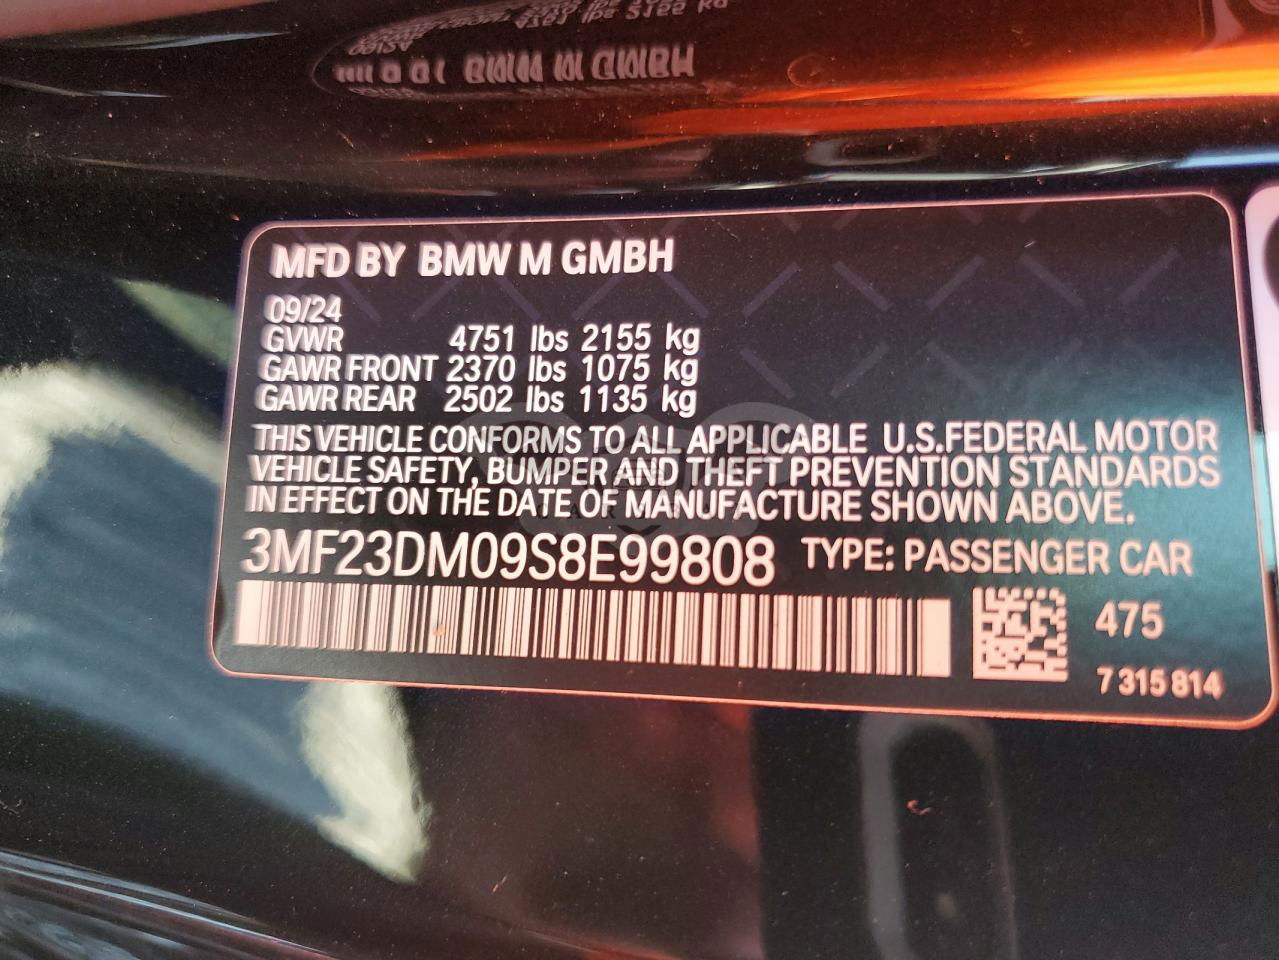 MFD BY BMW M GMBH
09/24
GVWR 4751 lbs 2155 kg
GAWR FRONT 2370 lbs 1075 kg
GAWR REAR 2502 lbs 1135 kg
THIS VEHICLE CONFORMS TO ALL APPLICABLE U.S.FEDERAL MOTOR
VEHICLE SAFETY, BUMPER AND THEFT PREVENTION STANDARDS
IN EFFECT ON THE DATE OF MANUFACTURE SHOWN ABOVE.
3MF23DM09S8E99808 TYPE: PASSENGER CAR
475
7 315 814